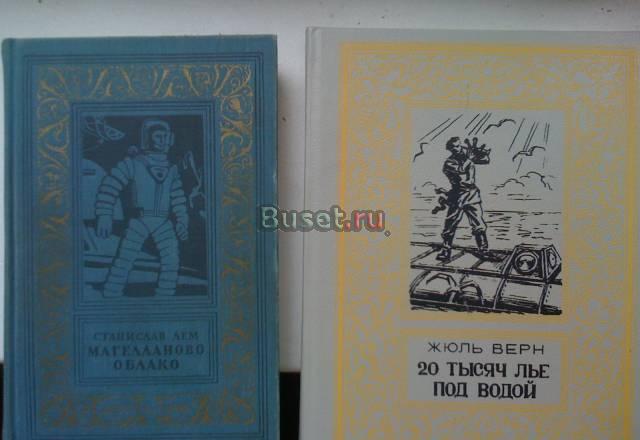 СТАНИСЛАВ ЛЕМ
МАГЕЛЛАНОВО
ОБЛАКО
Buset.ru
ЖЮЛЬ ВЕРН
20 ТЫСЯЧ ЛЬЕ
ПОД ВОДОЙ